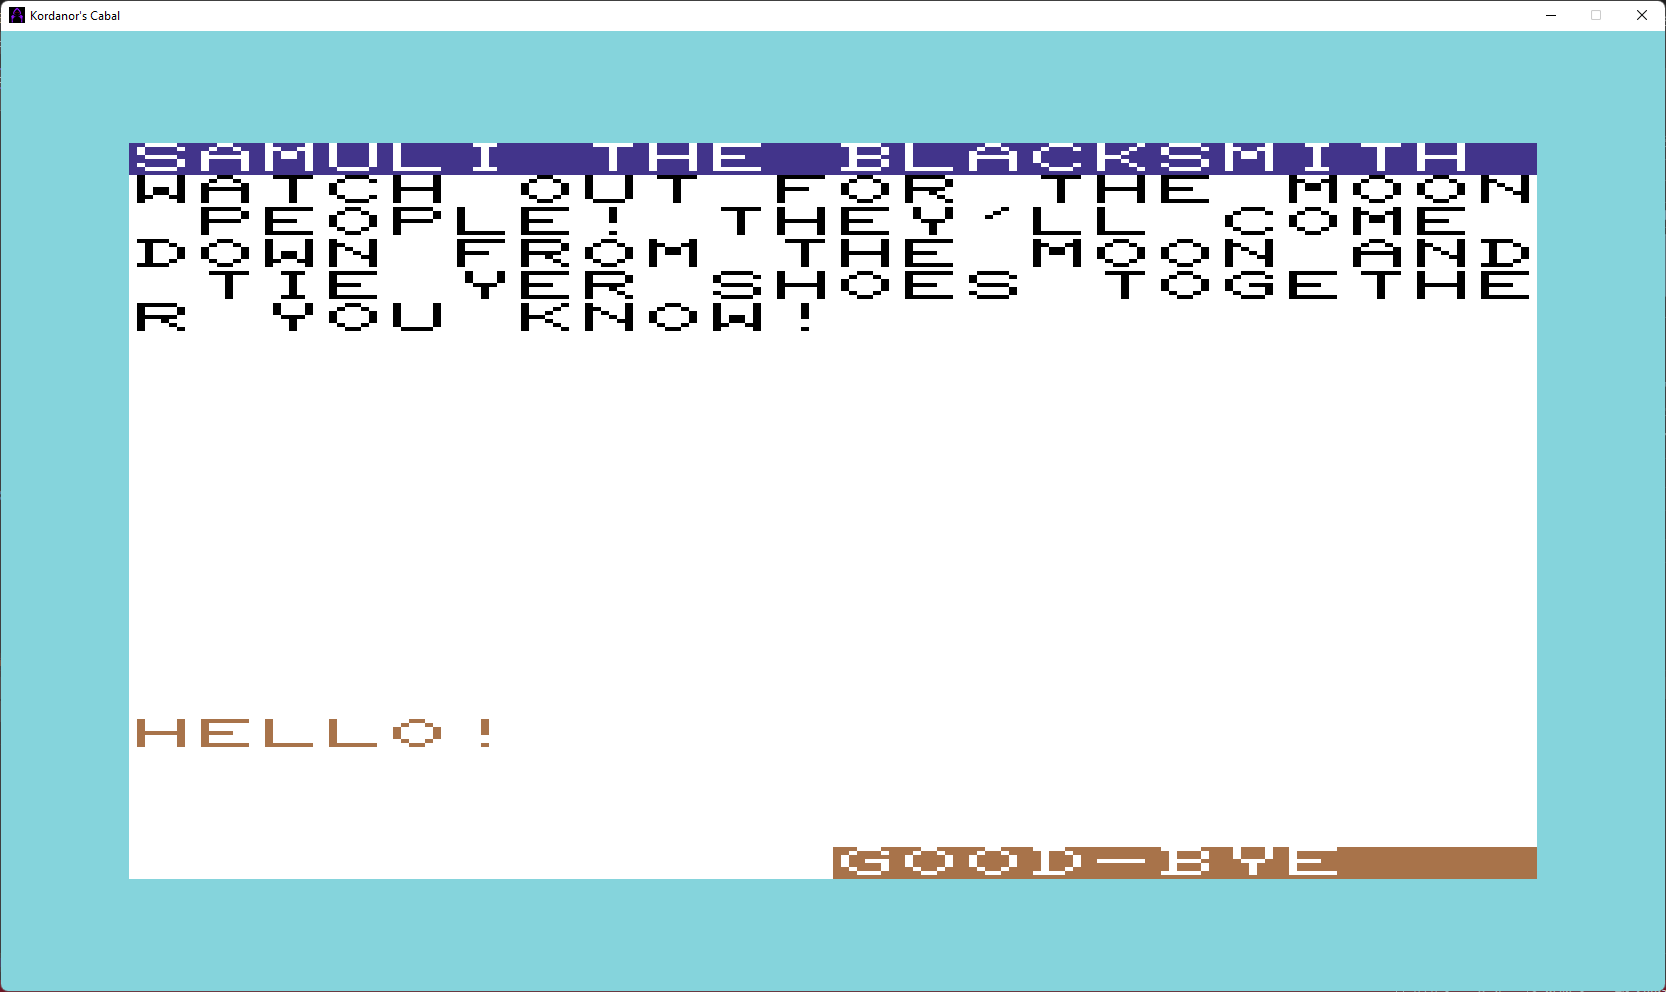 Kordanor's Cabal
SAMULI THE BLACKSMITH
WATCH OUT FOR THE MOON
 PEOPLE! THEY'LL COME
DOWN FROM THE MOON AND
 TIE YER SHOES TOGETHE
R YOU KNOW!
HELLO!
GOOD-BYE